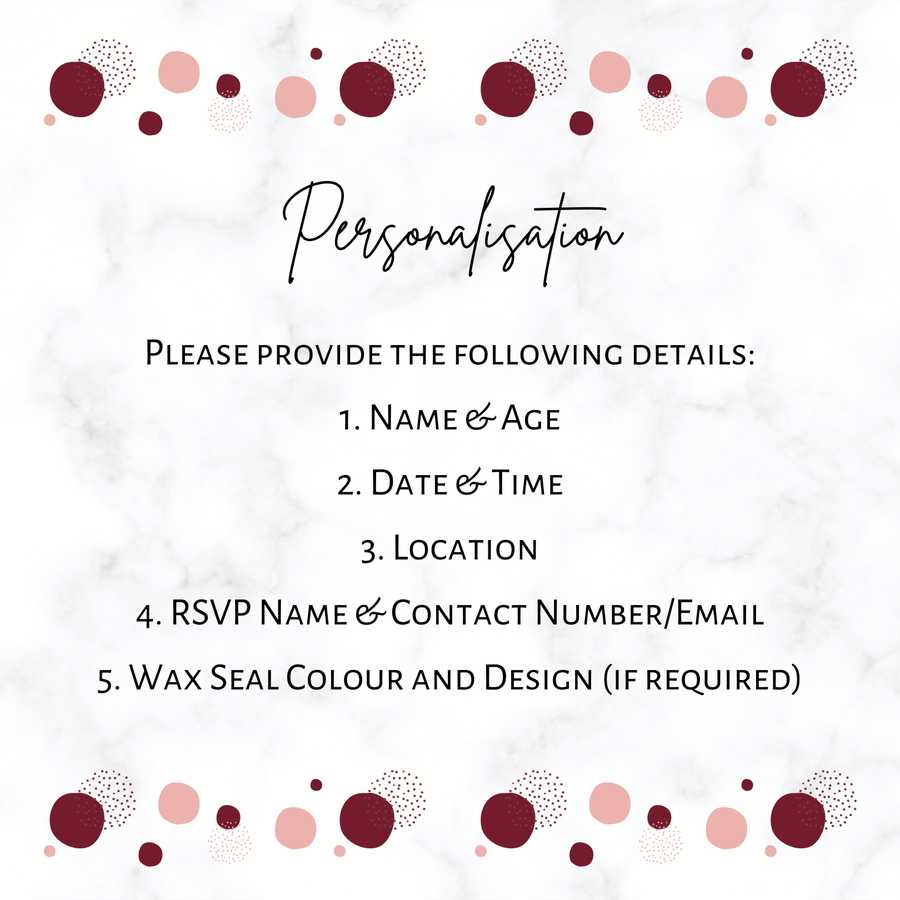 Personalisation
Please provide the following details:
1. Name & Age
2. Date & Time
3. Location
4. RSVP Name & Contact Number/Email
5. Wax Seal Colour and Design (if required)